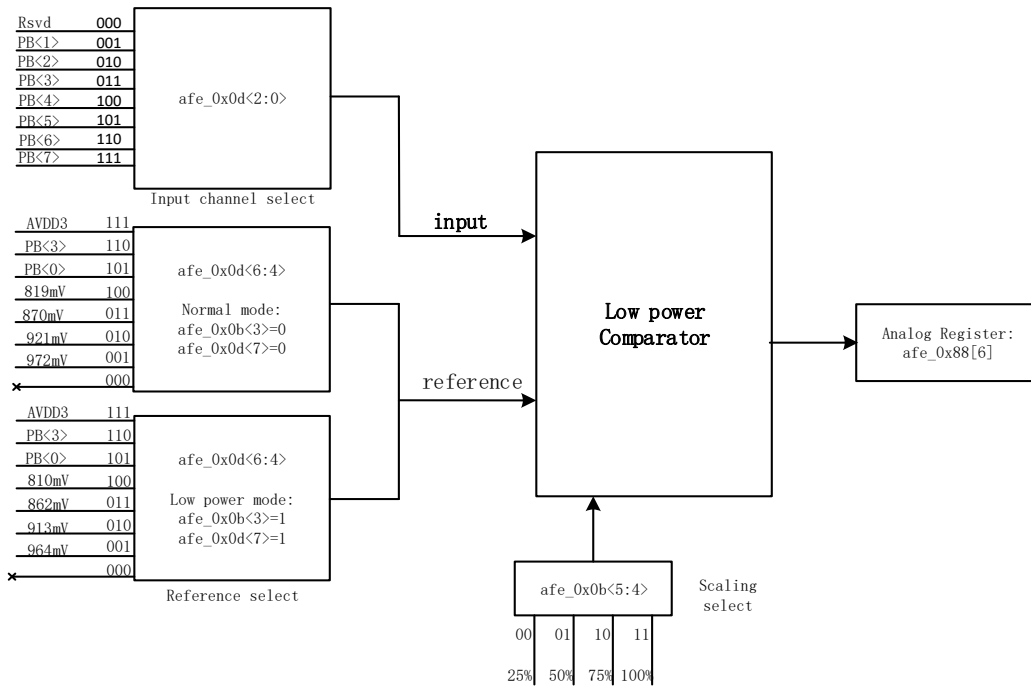 Rsvd 000
PB<1> 001
PB<2> 010
PB<3> 011
PB<4> 100
PB<5> 101
PB<6> 110
PB<7> 111
afe_0x0d<2:0>
Input channel select
AVDD3 111
PB<3> 110
PB<0> 101
819mV 100
870mV 011
921mV 010
972mV 001
000
afe_0x0d<6:4>
Normal mode:
afe_0x0b<3>=0
afe_0x0d<7>=0
AVDD3 111
PB<3> 110
PB<0> 101
810mV 100
862mV 011
913mV 010
964mV 001
000
afe_0x0d<6:4>
Low power mode:
afe_0x0b<3>=1
afe_0x0d<7>=1
Reference select
input
reference
Low power
Comparator
Analog Register:
afe_0x88[6]
afe_0x0b<5:4>
Scaling
select
00 01 10 11
25% 50% 75% 100%